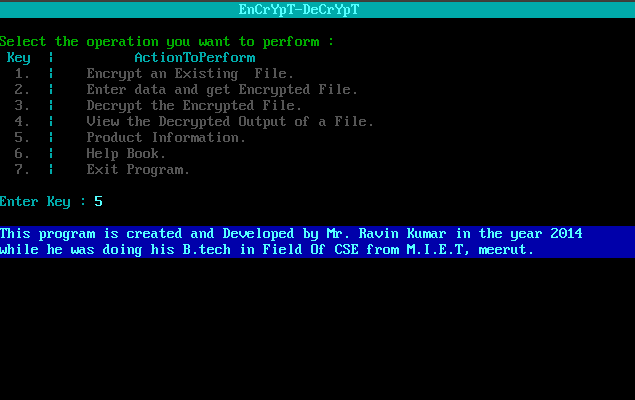 EnCrYpT-DeCrYpT
Select the operation you want to perform :
Key | ActionToPerform
1. | Encrypt an Existing  File.
2. | Enter data and get Encrypted File.
3. | Decrypt the Encrypted File.
4. | View the Decrypted Output of a File.
5. | Product Information.
6. | Help Book.
7. | Exit Program.
Enter Key : 5
This program is created and Developed by Mr. Ravin Kumar in the year 2014
while he was doing his B.tech in Field Of CSE from M.I.E.T, meerut.